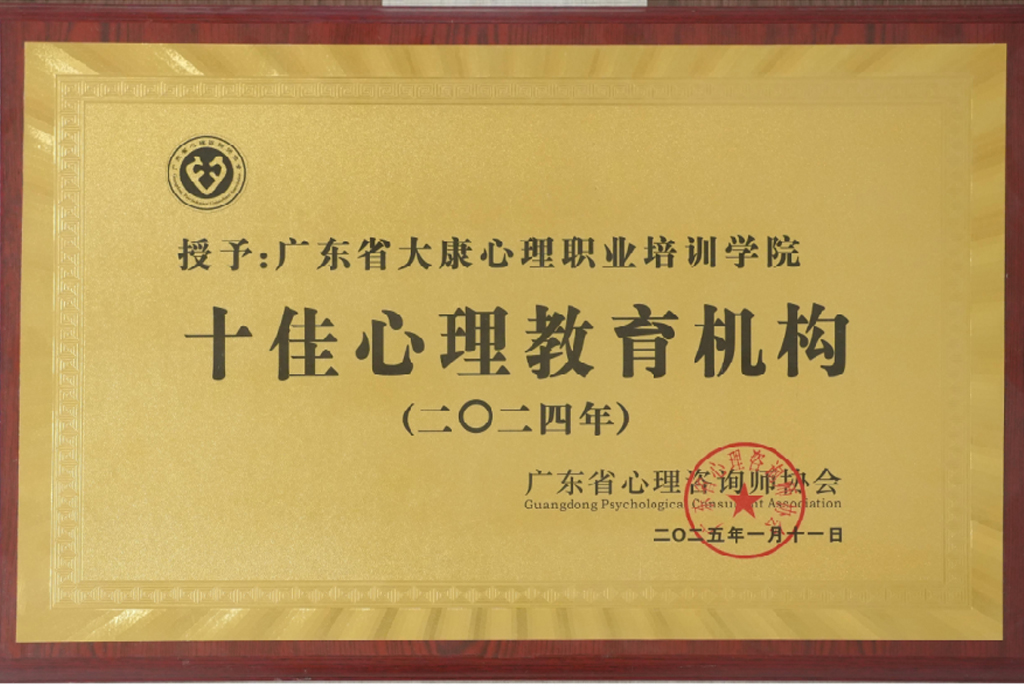 授予:广东省大康心理职业培训学院
十佳心理教育机构
(二〇二四年)
广东省心理咨询师协会
Guangdong Psychological Consultant Association
二〇二五年一月十一日